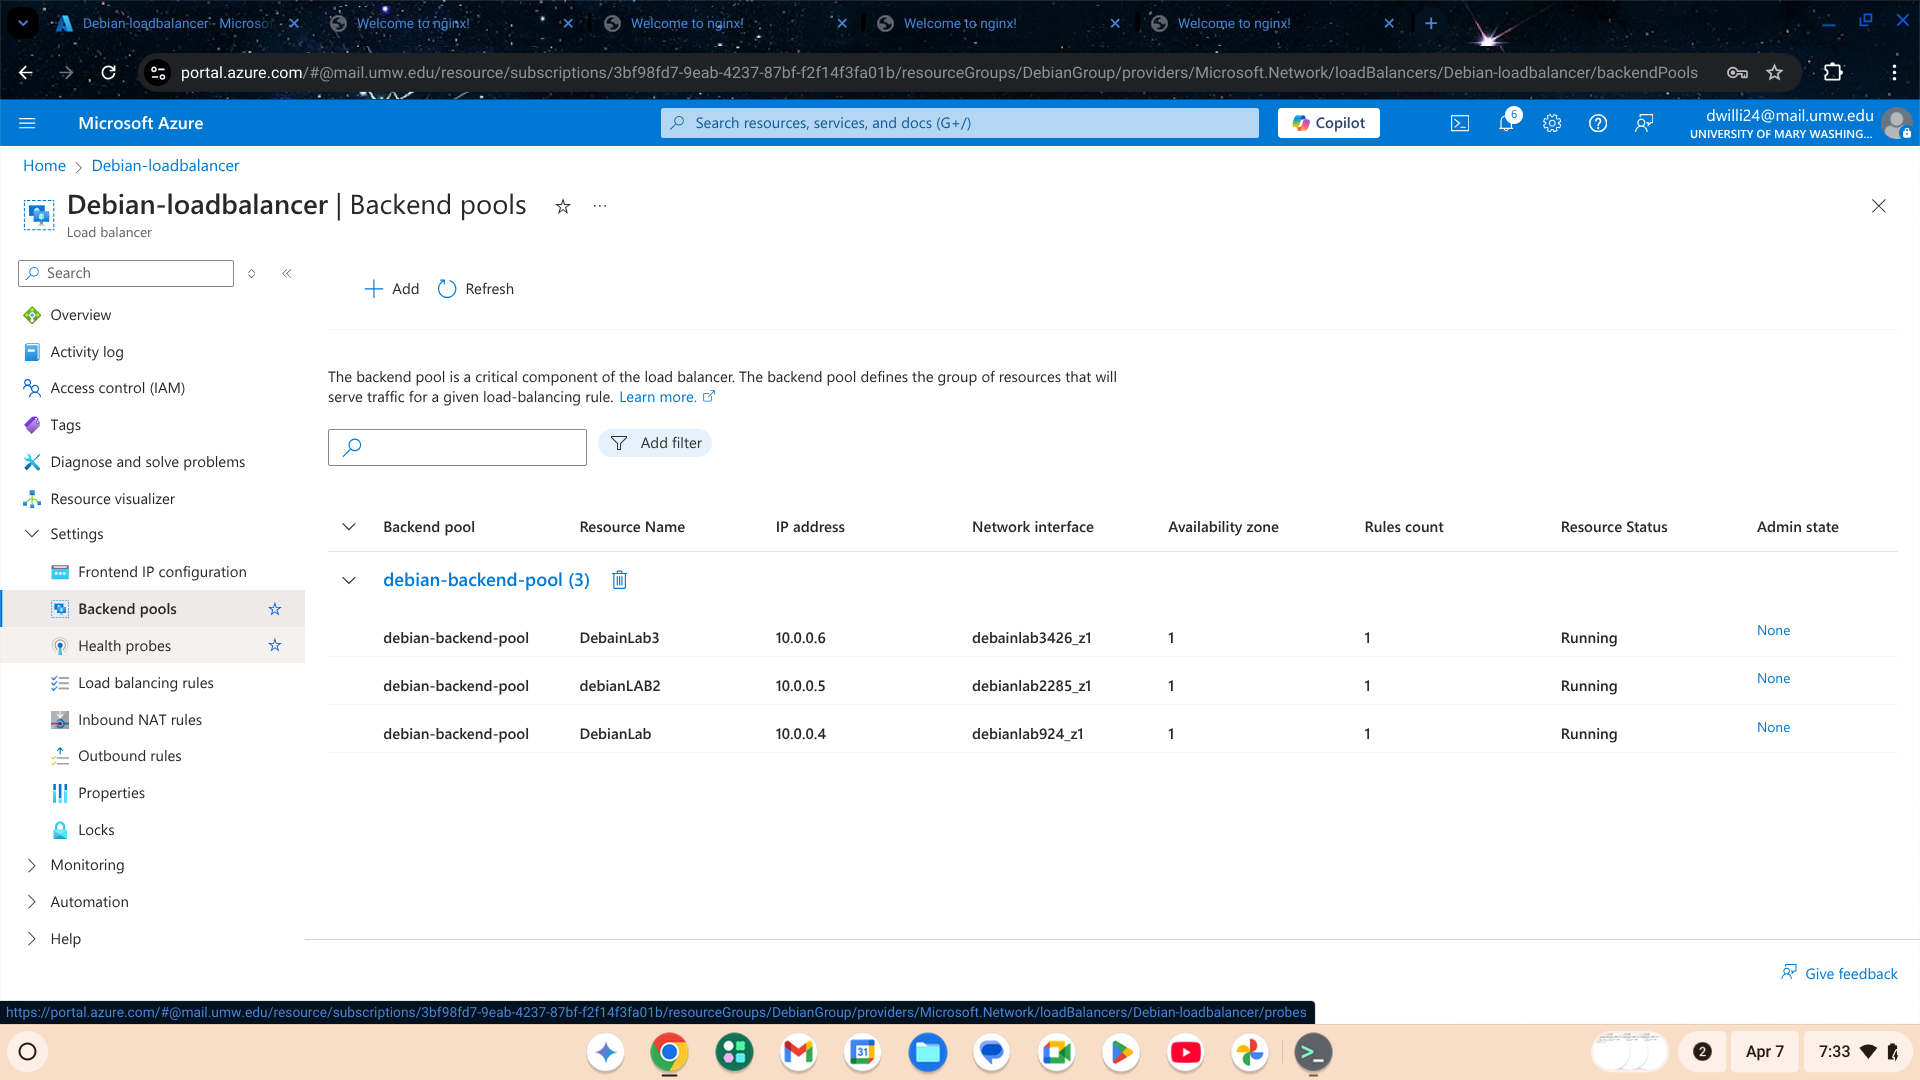 Debian-loadbalancer - Microso
Welcome to nginx!
Welcome to nginx!
Welcome to nginx!
Welcome to nginx!
portal.azure.com/#@mail.umw.edu/resource/subscriptions/3bf98fd7-9eab-4237-87bf-f2f14f3fa01b/resourceGroups/DebianGroup/providers/Microsoft.Network/loadBalancers/Debian-loadbalancer/backendPools
Microsoft Azure
Search resources, services, and docs (G+/)
Copilot
6
dwilli24@mail.umw.edu
UNIVERSITY OF MARY WASHING...
Home > Debian-loadbalancer
Debian-loadbalancer | Backend pools
Load balancer
Search
Add
Refresh
Overview
Activity log
Access control (IAM)
Tags
Diagnose and solve problems
Resource visualizer
Settings
Frontend IP configuration
Backend pools
Health probes
Load balancing rules
Inbound NAT rules
Outbound rules
Properties
Locks
Monitoring
Automation
Help
The backend pool is a critical component of the load balancer. The backend pool defines the group of resources that will
serve traffic for a given load-balancing rule. Learn more.
Add filter
Backend pool Resource Name IP address Network interface Availability zone Rules count Resource Status Admin state
debian-backend-pool (3)
debian-backend-pool DebainLab3 10.0.0.6 debainlab3426_z1 1 1 Running None
debian-backend-pool debianLAB2 10.0.0.5 debianlab2285_z1 1 1 Running None
debian-backend-pool DebianLab 10.0.0.4 debianlab924_z1 1 1 Running None
Give feedback
https://portal.azure.com/#@mail.umw.edu/resource/subscriptions/3bf98fd7-9eab-4237-87bf-f2f14f3fa01b/resourceGroups/DebianGroup/providers/Microsoft.Network/loadBalancers/Debian-loadbalancer/probes
31
2
Apr 7
7:33